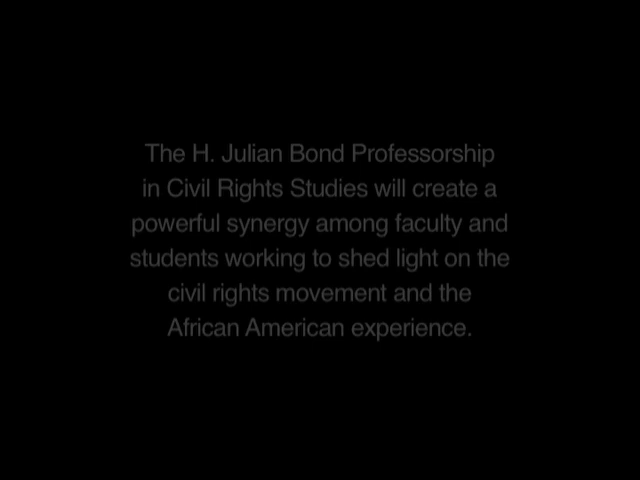 The H. Julian Bond Professorship
in Civil Rights Studies will create a
powerful synergy among faculty and
students working to shed light on the
civil rights movement and the
African American experience.